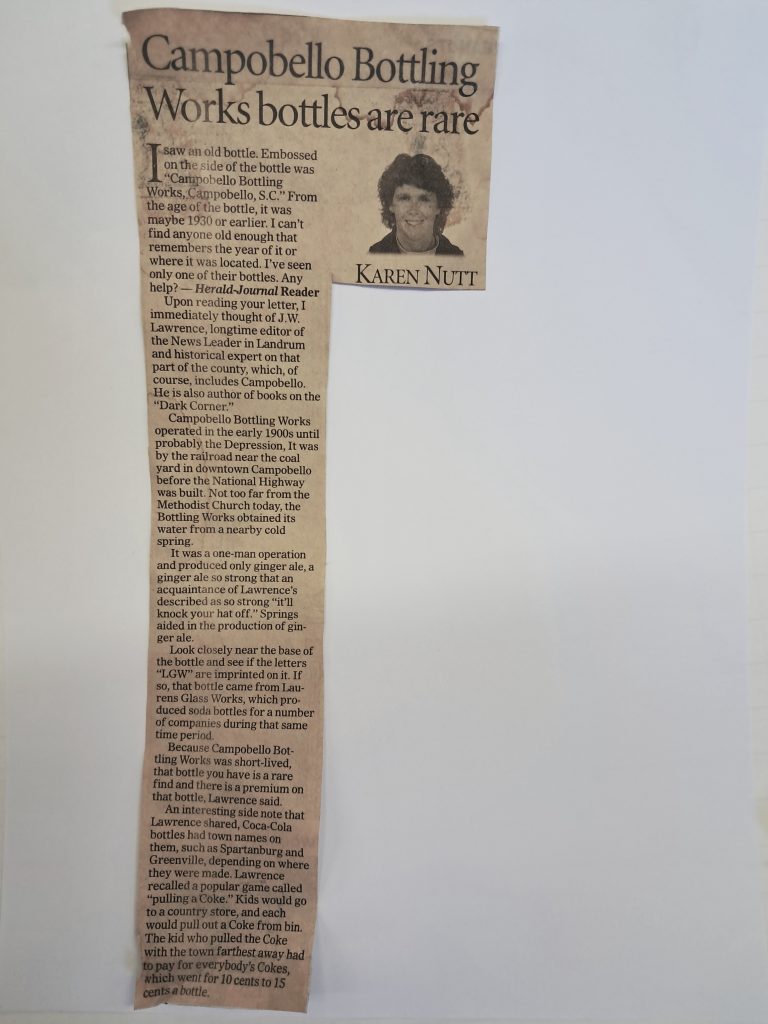 Campobello Bottling
Works bottles are rare
I saw an old bottle. Embossed
on the side of the bottle was
“Campobello Bottling
Works, Campobello, S.C.” From
the age of the bottle, it was
maybe 1930 or earlier. I can’t
find anyone old enough that
remembers the year of it or
where it was located. I’ve seen
only one of their bottles. Any
help? — Herald-Journal Reader
KAREN NUTT
Upon reading your letter, I
immediately thought of J.W.
Lawrence, longtime editor of
the News Leader in Landrum
and historical expert on that
part of the county, which, of
course, includes Campobello.
He is also author of books on the
“Dark Corner.”
Campobello Bottling Works
operated in the early 1900s until
probably the Depression, It was
by the railroad near the coal
yard in downtown Campobello
before the National Highway
was built. Not too far from the
Methodist Church today, the
Bottling Works obtained its
water from a nearby cold
spring.
It was a one-man operation
and produced only ginger ale, a
ginger ale so strong that an
acquaintance of Lawrence’s
described as so strong “it’ll
knock your hat off.” Springs
aided in the production of gin-
ger ale.
Look closely near the base of
the bottle and see if the letters
“LGW” are imprinted on it. If
so, that bottle came from Lau-
rens Glass Works, which pro-
duced soda bottles for a number
of companies during that same
time period.
Because Campobello Bot-
tling Works was short-lived,
that bottle you have is a rare
find and there is a premium on
that bottle, Lawrence said.
An interesting side note that
Lawrence shared, Coca-Cola
bottles had town names on
them, such as Spartanburg and
Greenville, depending on where
they were made. Lawrence
recalled a popular game called
“pulling a Coke.” Kids would go
to a country store, and each
would pull out a Coke from bin.
The kid who pulled the Coke
with the town farthest away had
to pay for everybody’s Cokes,
which went for 10 cents to 15
cents a bottle.